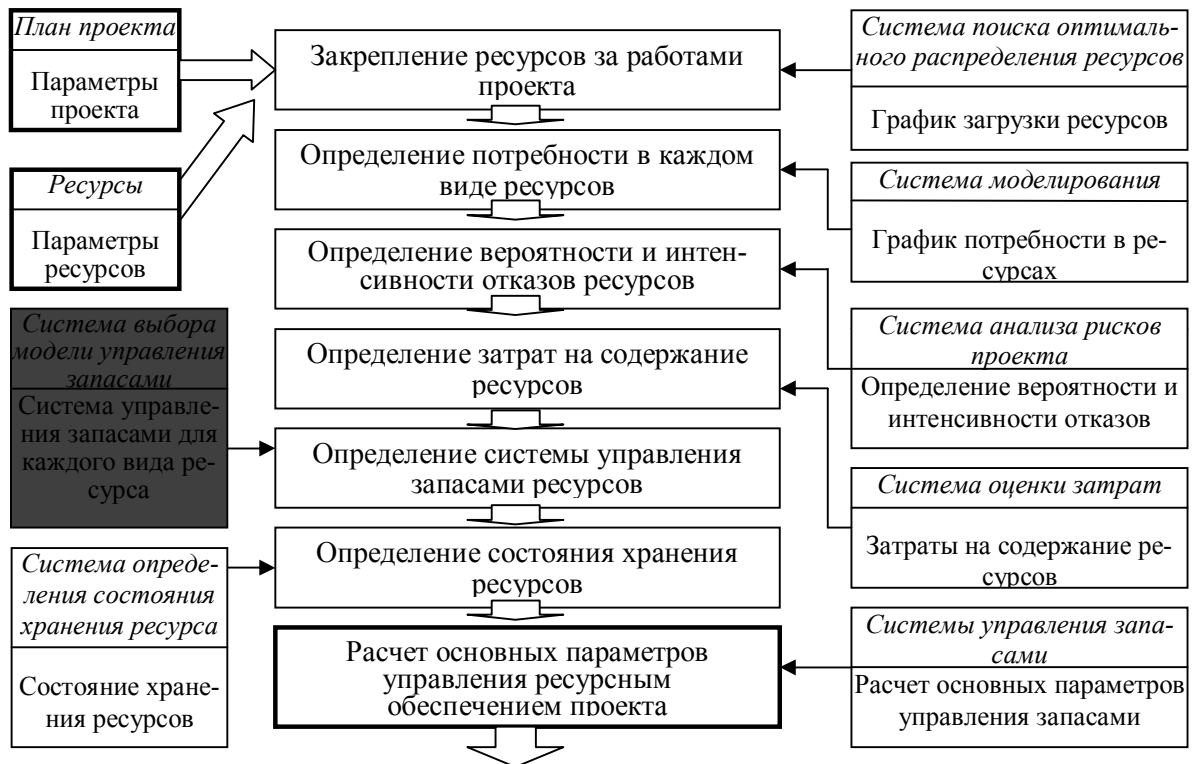 План проекта
Параметры
проекта
Ресурсы
Параметры
ресурсов
Система выбора
модели управления
запасами
Система управле-
ния запасами для
каждого вида ре-
сурса
Система опреде-
ления состояния
хранения ресурса
Состояние хране-
ния ресурсов
Закрепление ресурсов за работами
проекта
Определение потребности в каждом
виде ресурсов
Определение вероятности и интен-
сивности отказов ресурсов
Определение затрат на содержание
ресурсов
Определение системы управления
запасами ресурсов
Определение состояния хранения
ресурсов
Расчет основных параметров
управления ресурсным
обеспечением проекта
Система поиска оптималь-
ного распределения ресурсов
График загрузки ресурсов
Система моделирования
График потребности в ре-
сурсах
Система анализа рисков
проекта
Определение вероятности и
интенсивности отказов
Система оценки затрат
Затраты на содержание ре-
сурсов
Системы управления запа-
сами
Расчет основных параметров
управления запасами